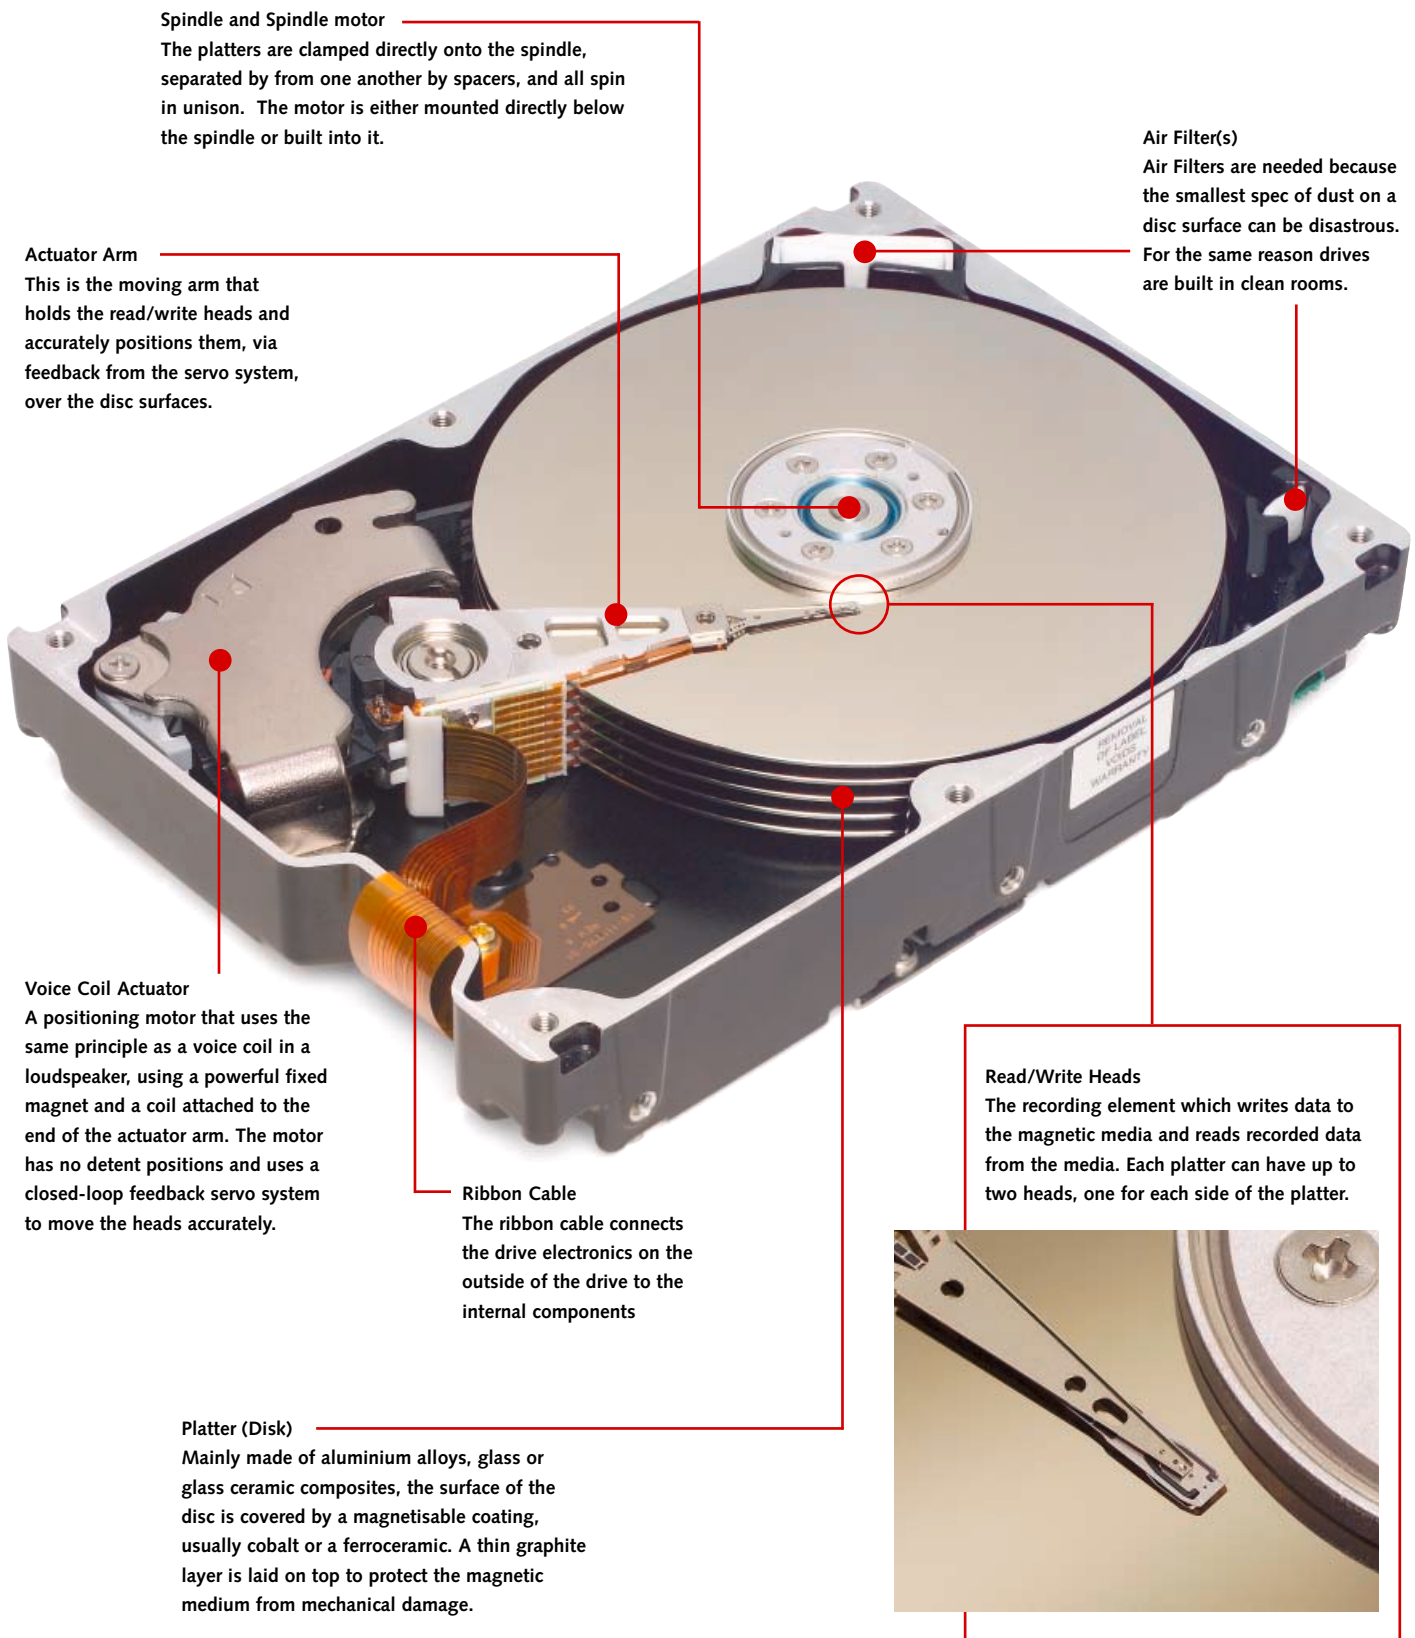 Spindle and Spindle motor
The platters are clamped directly onto the spindle,
separated by from one another by spacers, and all spin
in unison.  The motor is either mounted directly below
the spindle or built into it.
Air Filter(s)
Air Filters are needed because
the smallest spec of dust on a
disc surface can be disastrous.
For the same reason drives
are built in clean rooms.
Actuator Arm
This is the moving arm that
holds the read/write heads and
accurately positions them, via
feedback from the servo system,
over the disc surfaces.
REMOVAL
OF LABEL
VOIDS
WARRANTY
Voice Coil Actuator
A positioning motor that uses the
same principle as a voice coil in a
loudspeaker, using a powerful fixed
magnet and a coil attached to the
end of the actuator arm. The motor
has no detent positions and uses a
closed-loop feedback servo system
to move the heads accurately.
Ribbon Cable
The ribbon cable connects
the drive electronics on the
outside of the drive to the
internal components
Read/Write Heads
The recording element which writes data to
the magnetic media and reads recorded data
from the media. Each platter can have up to
two heads, one for each side of the platter.
Platter (Disk)
Mainly made of aluminium alloys, glass or
glass ceramic composites, the surface of the
disc is covered by a magnetisable coating,
usually cobalt or a ferroceramic. A thin graphite
layer is laid on top to protect the magnetic
medium from mechanical damage.